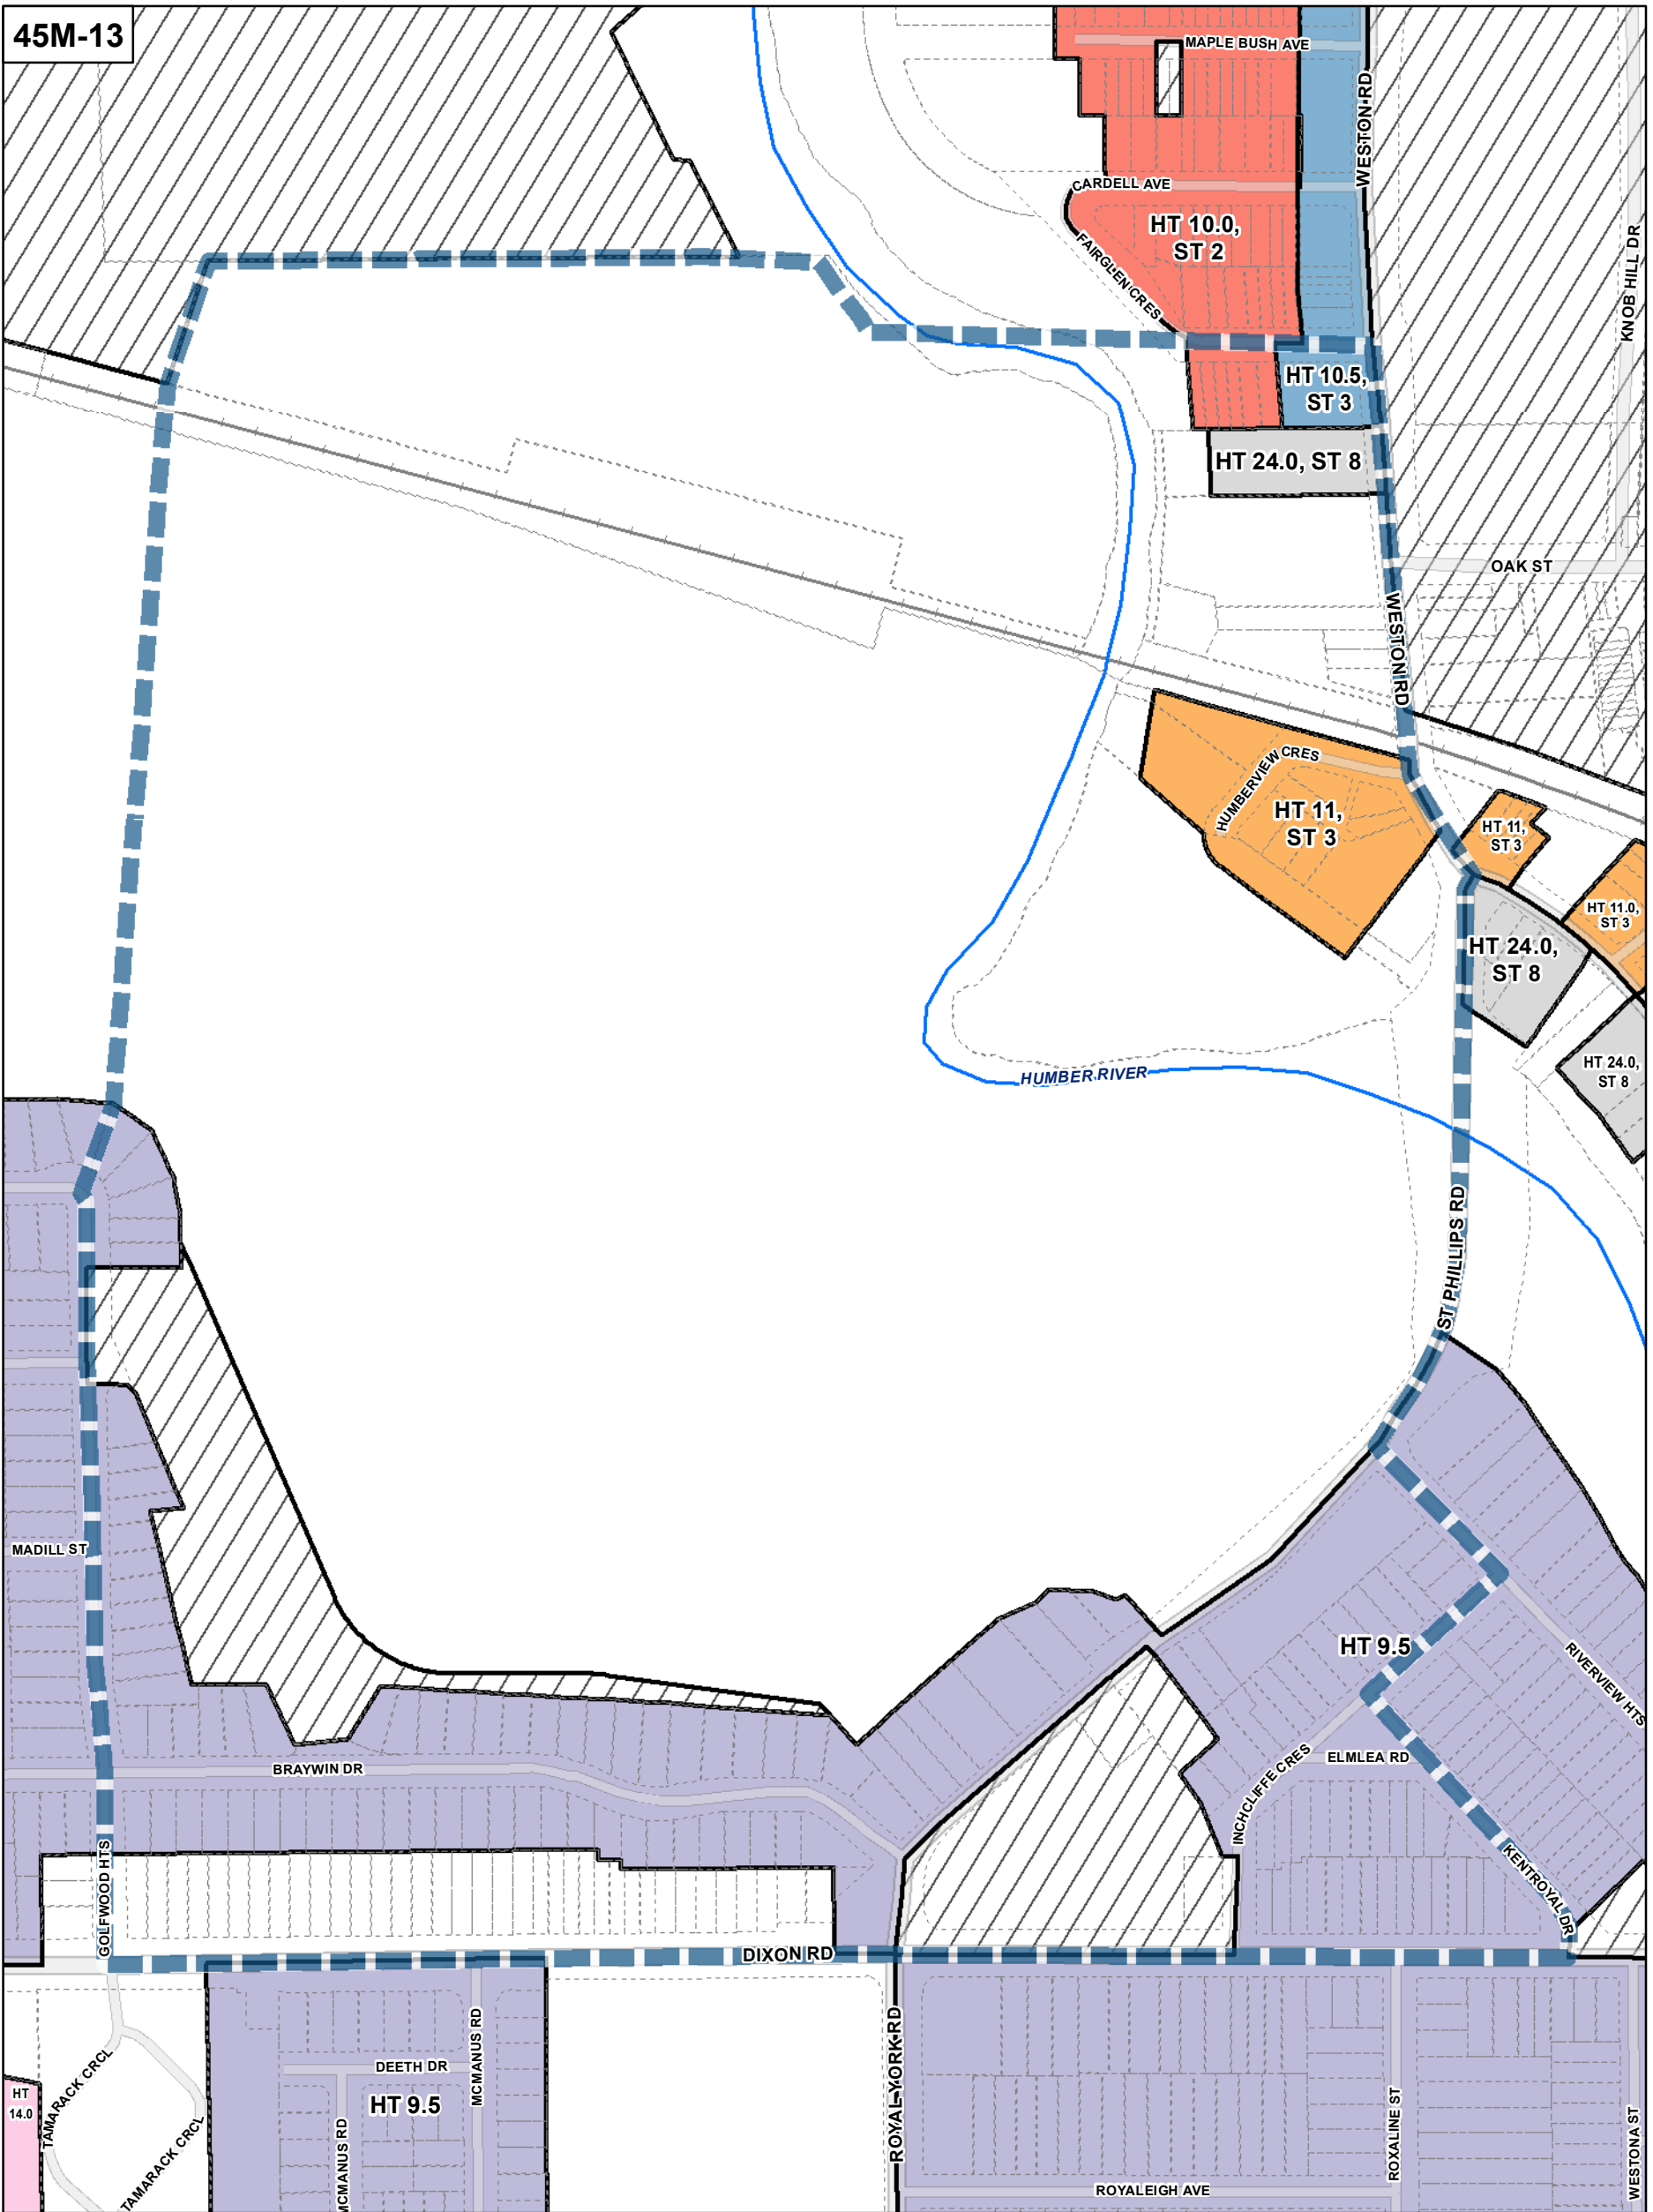 45M-13
MAPLE BUSH AVE
WESTON RD
CARDELL AVE
HT 10.0,
ST 2
FAIRGLEN CRES
KNOB HILL DR
HT 10.5,
ST 3
HT 24.0, ST 8
OAK ST
WESTON RD
HUMBERVIEW CRES
HT 11,
ST 3
HT 11,
ST 3
HT 11.0,
ST 3
HT 24.0,
ST 8
HT 24.0,
ST 8
HUMBER RIVER
ST PHILLIPS RD
MADILL ST
HT 9.5
RIVERVIEW HTS
BRAYWIN DR
ELMLEA RD
INCHCLIFFE CRES
KENTROYAL DR
GOLFWOOD HTS
DIXON RD
ROYAL YORK RD
MCMANUS RD
DEETH DR
HT 9.5
HT
14.0
TAMARACK CRCL
TAMARACK CRCL
MCMANUS RD
ROXALINE ST
WESTONA ST
ROYALEIGH AVE